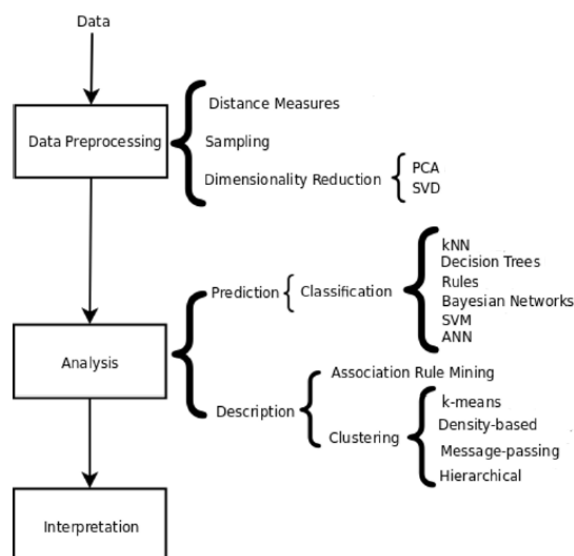 Data
Data Preprocessing
Distance Measures
Sampling
Dimensionality Reduction
PCA
SVD
Analysis
Prediction
Classification
kNN
Decision Trees
Rules
Bayesian Networks
SVM
ANN
Description
Association Rule Mining
Clustering
k-means
Density-based
Message-passing
Hierarchical
Interpretation